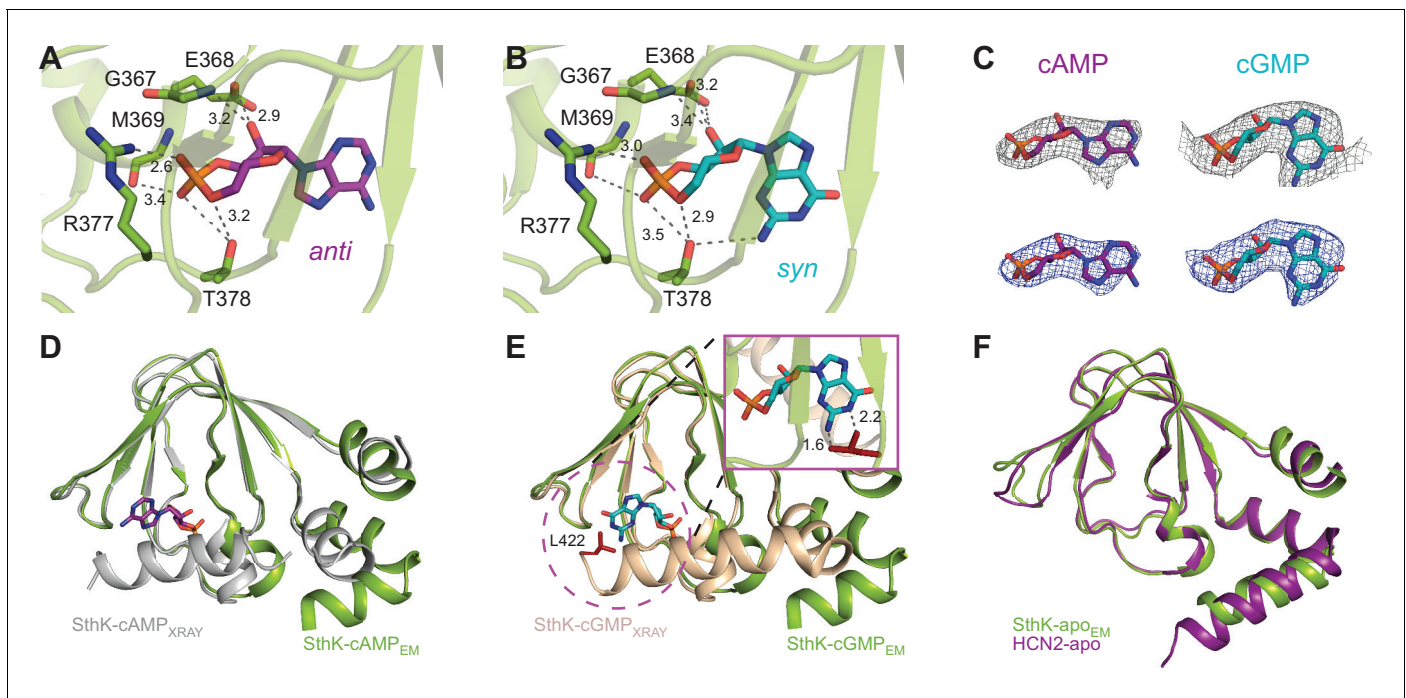 A
E368
G367
M369
3.2
2.9
2.6
3.4
3.2
R377
anti
T378
B
E368
G367
M369
3.2
3.4
3.0
2.9
3.5
R377
syn
T378
C
cAMP
cGMP
D
SthK-cAMPXRAY
SthK-cAMPEM
E
2.2
1.6
L422
SthK-cGMPXRAY
SthK-cGMPEM
F
SthK-apoEM
HCN2-apo